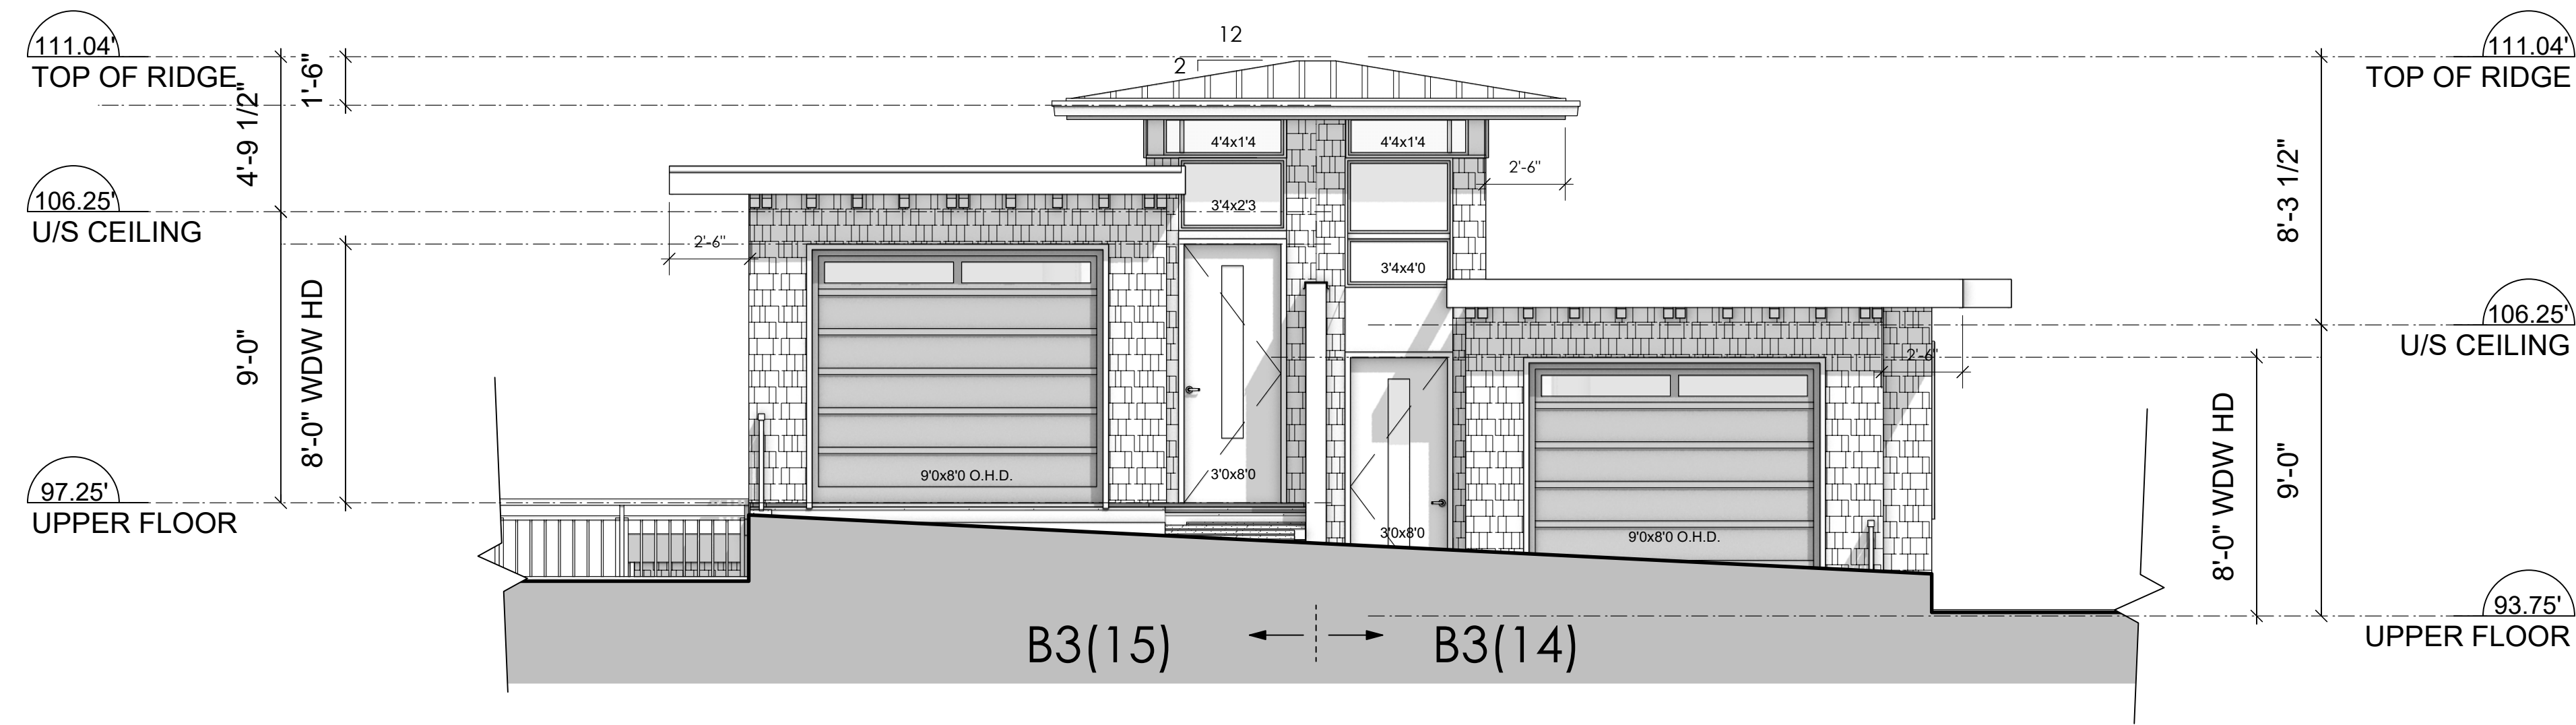 12
2
111.04'
TOP OF RIDGE
1'-6"
4'-9 1/2"
106.25'
U/S CEILING
9'-0"
8'-0" WDW HD
97.25'
UPPER FLOOR
2'-6"
4'4x1'4
4'4x1'4
2'-6"
3'4x2'3
3'4x4'0
9'0x8'0 O.H.D.
3'0x8'0
3'0x8'0
9'0x8'0 O.H.D.
2'-6"
B3(15)
B3(14)
111.04'
TOP OF RIDGE
8'-3 1/2"
106.25'
U/S CEILING
8'-0" WDW HD
9'-0"
93.75'
UPPER FLOOR